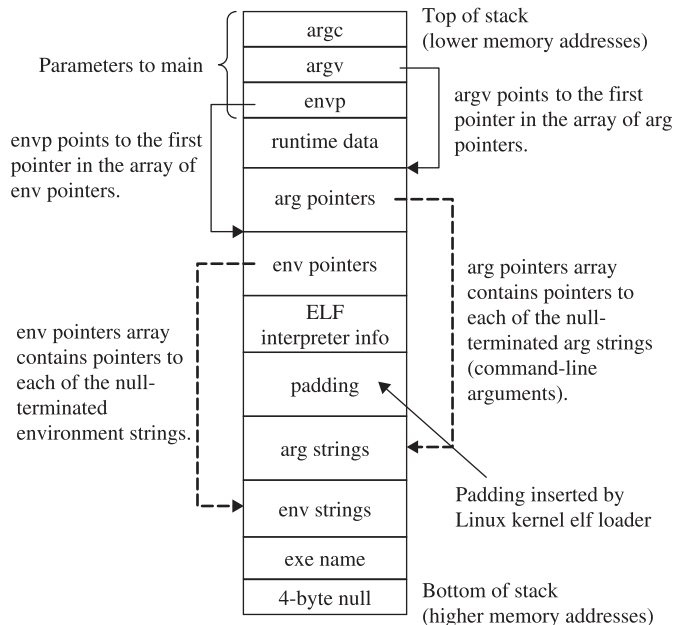 Top of stack
(lower memory addresses)
argc
argv
envp
Parameters to main
argv points to the first
pointer in the array of arg
pointers.
envp points to the first
pointer in the array of
env pointers.
runtime data
arg pointers
env pointers
arg pointers array
contains pointers to
each of the null-
terminated arg strings
(command-line
arguments).
ELF
interpreter info
env pointers array
contains pointers to
each of the null-
terminated
environment strings.
padding
arg strings
env strings
Padding inserted by
Linux kernel elf loader
exe name
4-byte null
Bottom of stack
(higher memory addresses)